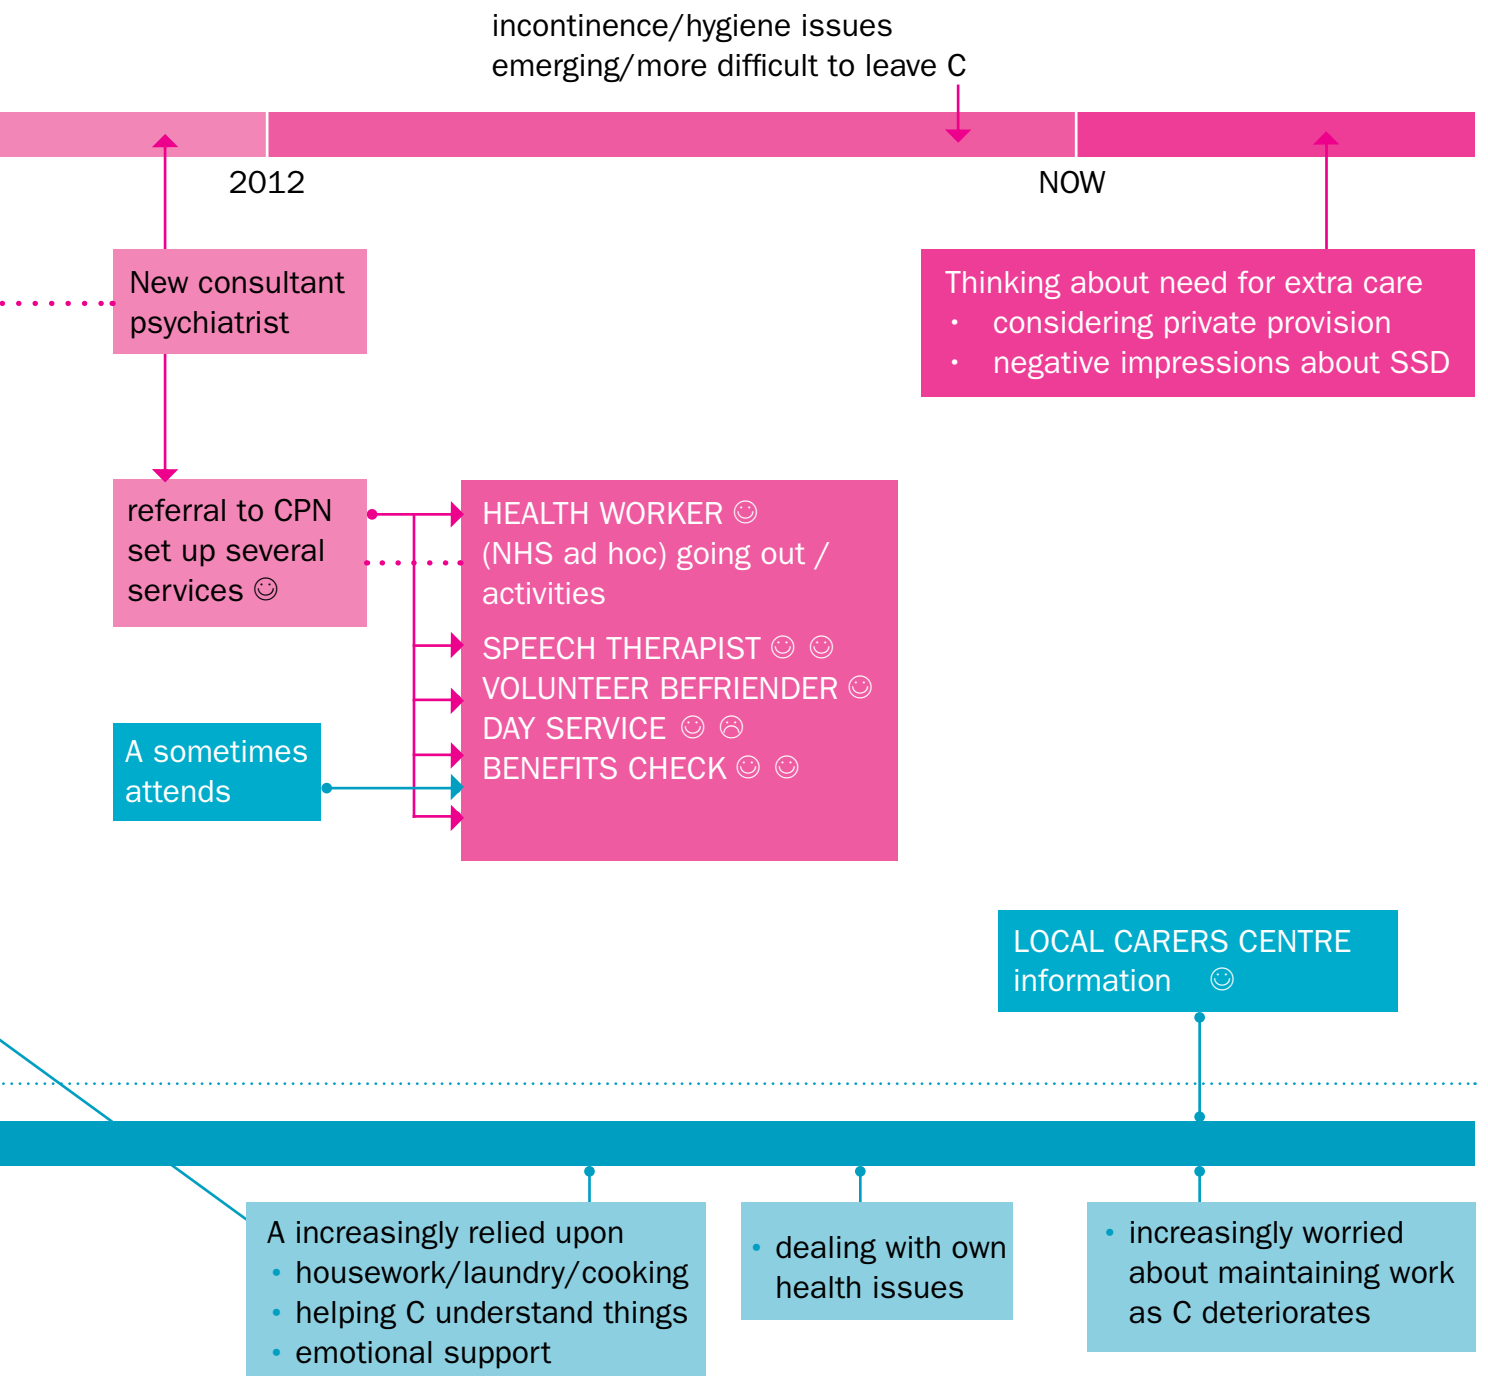 incontinence/hygiene issues
emerging/more difficult to leave C
2012
NOW
New consultant
psychiatrist
Thinking about need for extra care
• considering private provision
• negative impressions about SSD
referral to CPN
set up several
services ☺
HEALTH WORKER ☺
(NHS ad hoc) going out /
activities
SPEECH THERAPIST ☺ ☺
VOLUNTEER BEFRIENDER ☺
DAY SERVICE ☺ ☹
BENEFITS CHECK ☺ ☺
A sometimes
attends
LOCAL CARERS CENTRE
information ☺
A increasingly relied upon
• housework/laundry/cooking
• helping C understand things
• emotional support
• dealing with own
health issues
• increasingly worried
about maintaining work
as C deteriorates